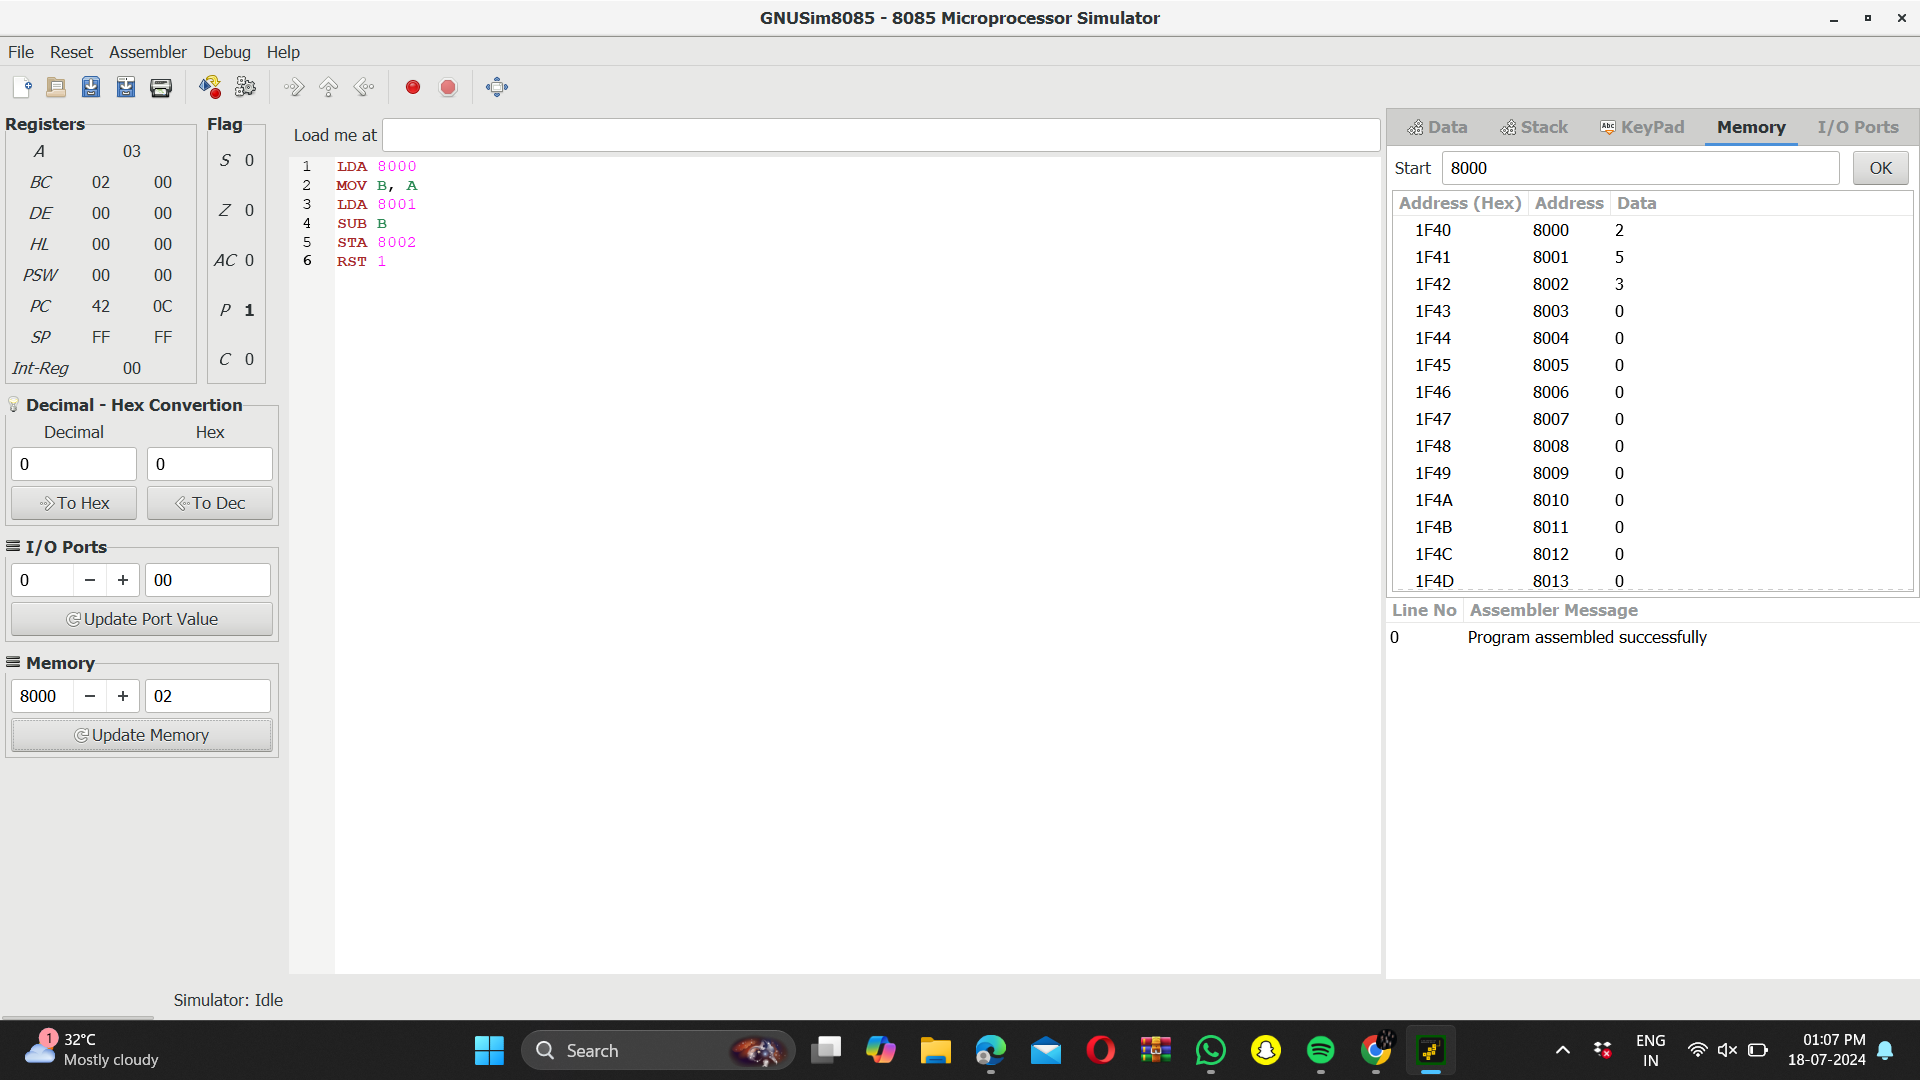 GNUSim8085 - 8085 Microprocessor Simulator
File Reset Assembler Debug Help
Registers
A 03
BC 02 00
DE 00 00
HL 00 00
PSW 00 00
PC 42 0C
SP FF FF
Int-Reg 00
Flag
S 0
Z 0
AC 0
P 1
C 0
Decimal - Hex Convertion
Decimal Hex
0 0
To Hex To Dec
I/O Ports
0 − + 00
Update Port Value
Memory
8000 − + 02
Update Memory
Load me at
1 LDA 8000
2 MOV B, A
3 LDA 8001
4 SUB B
5 STA 8002
6 RST 1
Data Stack Abc KeyPad Memory I/O Ports
Start 8000 OK
Address (Hex) Address Data
1F40 8000 2
1F41 8001 5
1F42 8002 3
1F43 8003 0
1F44 8004 0
1F45 8005 0
1F46 8006 0
1F47 8007 0
1F48 8008 0
1F49 8009 0
1F4A 8010 0
1F4B 8011 0
1F4C 8012 0
1F4D 8013 0
Line No Assembler Message
0 Program assembled successfully
Simulator: Idle
1
32°C
Mostly cloudy
Search
ENG
IN
01:07 PM
18-07-2024